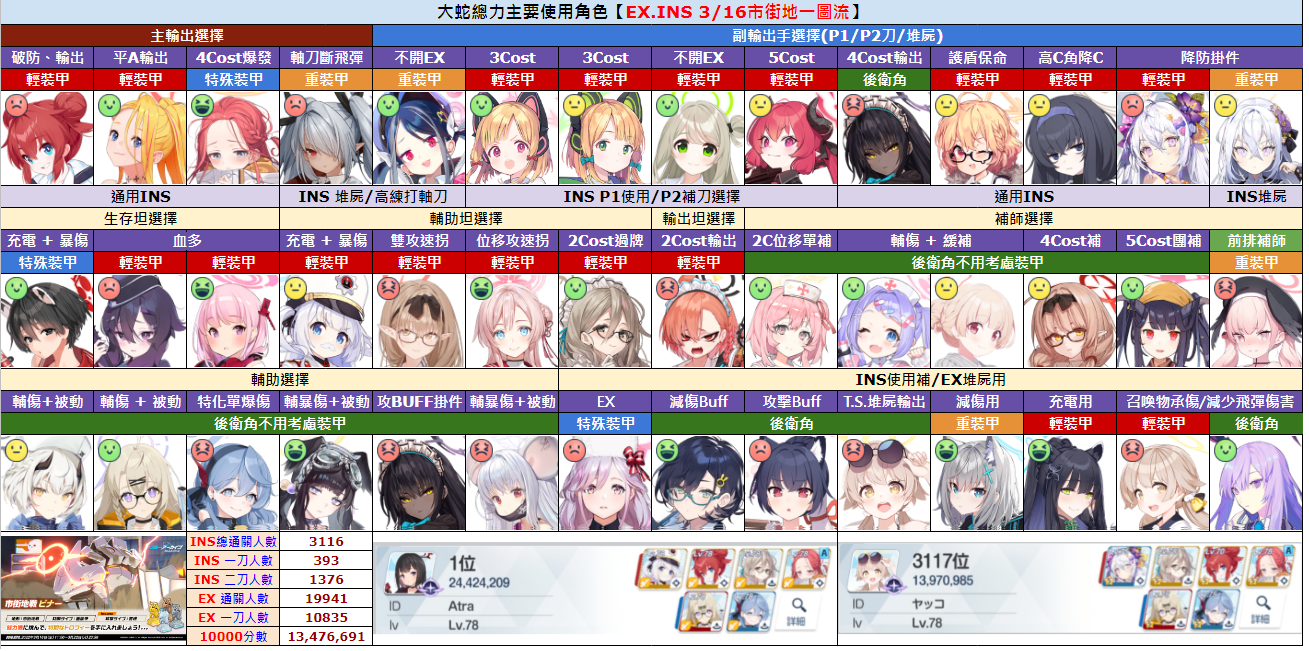 大蛇總力主要使用角色【EX.INS 3/16市街地一圖流】
主輸出選擇 副輸出手選擇(P1/P2刀/堆屍)
破防、輸出 平A輸出 4Cost爆發 軸刀斷飛彈 不開EX 3Cost 3Cost 不開EX 5Cost 4Cost輸出 護盾保命 高C角降C 降防掛件
輕裝甲 輕裝甲 特殊裝甲 重裝甲 重裝甲 輕裝甲 輕裝甲 輕裝甲 輕裝甲 後衛角 輕裝甲 輕裝甲 輕裝甲 重裝甲
通用INS INS 堆屍/高練打軸刀 INS P1使用/P2補刀選擇 通用INS INS堆屍
生存坦選擇 輔助坦選擇 輸出坦選擇 補師選擇
充電 + 暴傷 血多 充電 + 暴傷 雙攻速拐 位移攻速拐 2Cost過牌 2Cost輸出 2C位移單補 輔傷 + 緩補 4Cost補 5Cost團補 前排補師
特殊裝甲 輕裝甲 輕裝甲 輕裝甲 輕裝甲 輕裝甲 輕裝甲 輕裝甲 後衛角不用考慮裝甲 重裝甲
輔助選擇 INS使用補/EX堆屍用
輔傷+被動 輔傷 + 被動 特化單爆傷 輔暴傷+被動 攻BUFF掛件 輔暴傷+被動 EX 減傷Buff 攻擊Buff T.S.堆屍輸出 減傷用 充電用 召喚物承傷/減少飛彈傷害
後衛角不用考慮裝甲 特殊裝甲 後衛角 重裝甲 輕裝甲 輕裝甲 後衛角
市街地戦 ビナー
INS總通關人數 3116
INS 一刀人數 393
INS 二刀人數 1376
EX 通關人數 19941
EX 一刀人數 10835
10000分數 13,476,691
1位
24,424,209
ID Atra
lv Lv.78
詳細
3117位
13,970,985
ID ヤッコ
lv Lv.78
詳細